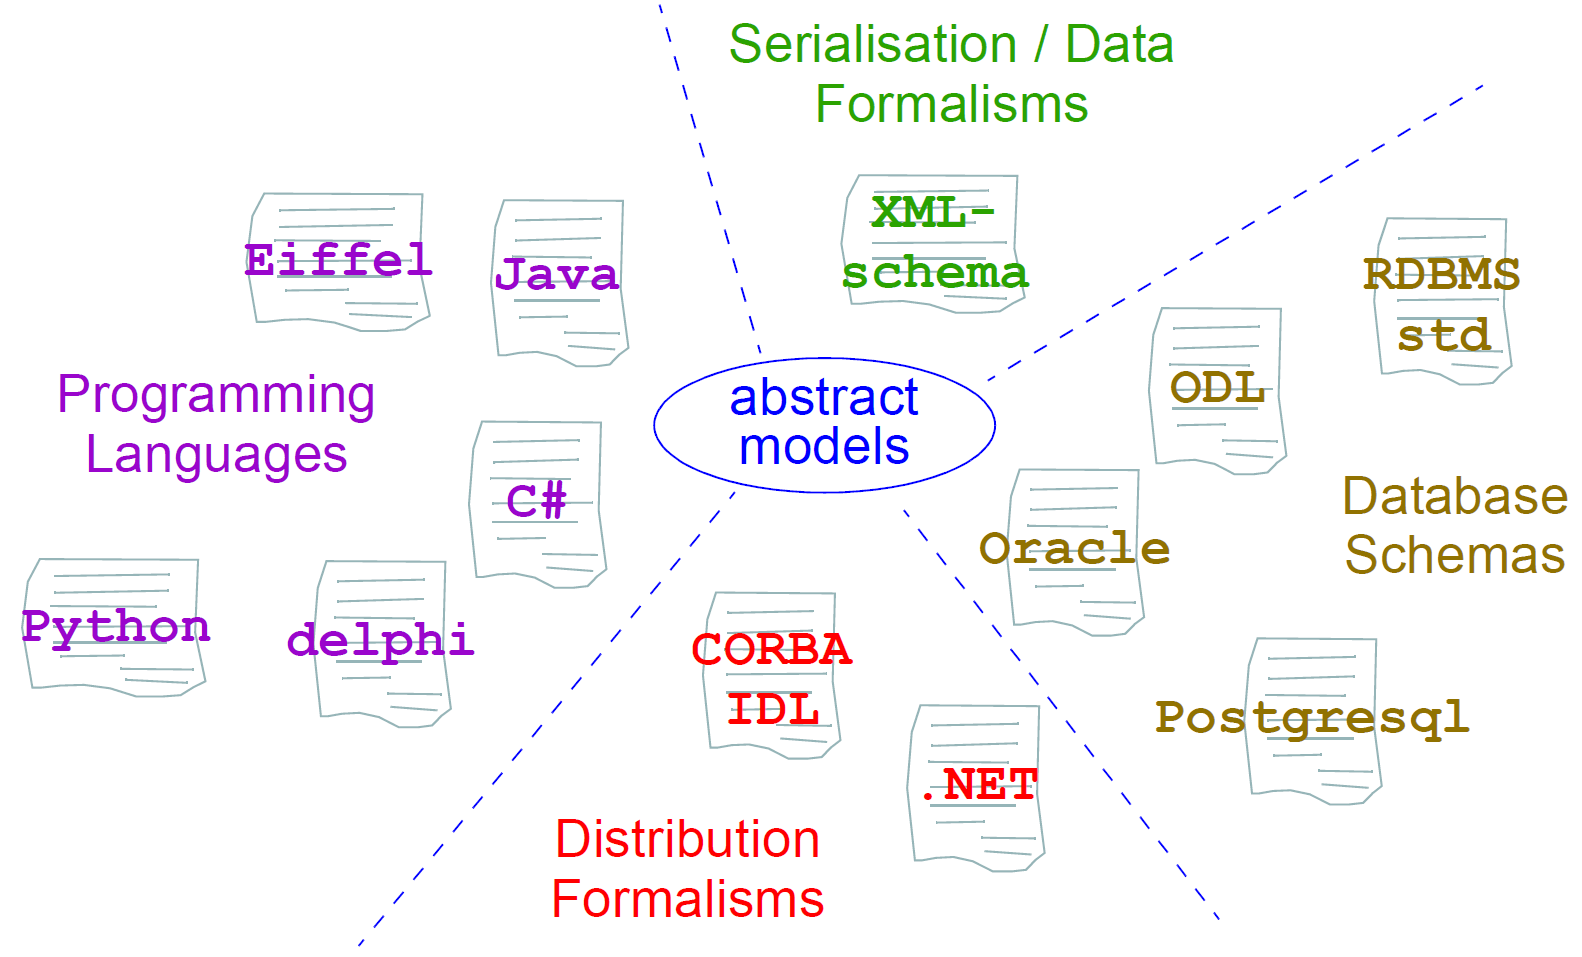 Serialisation / Data
Formalisms
XML-
schema
Eiffel
Java
Programming
Languages
C#
Python
delphi
abstract
models
RDBMS
std
ODL
Oracle
Database
Schemas
Postgresql
CORBA
IDL
.NET
Distribution
Formalisms